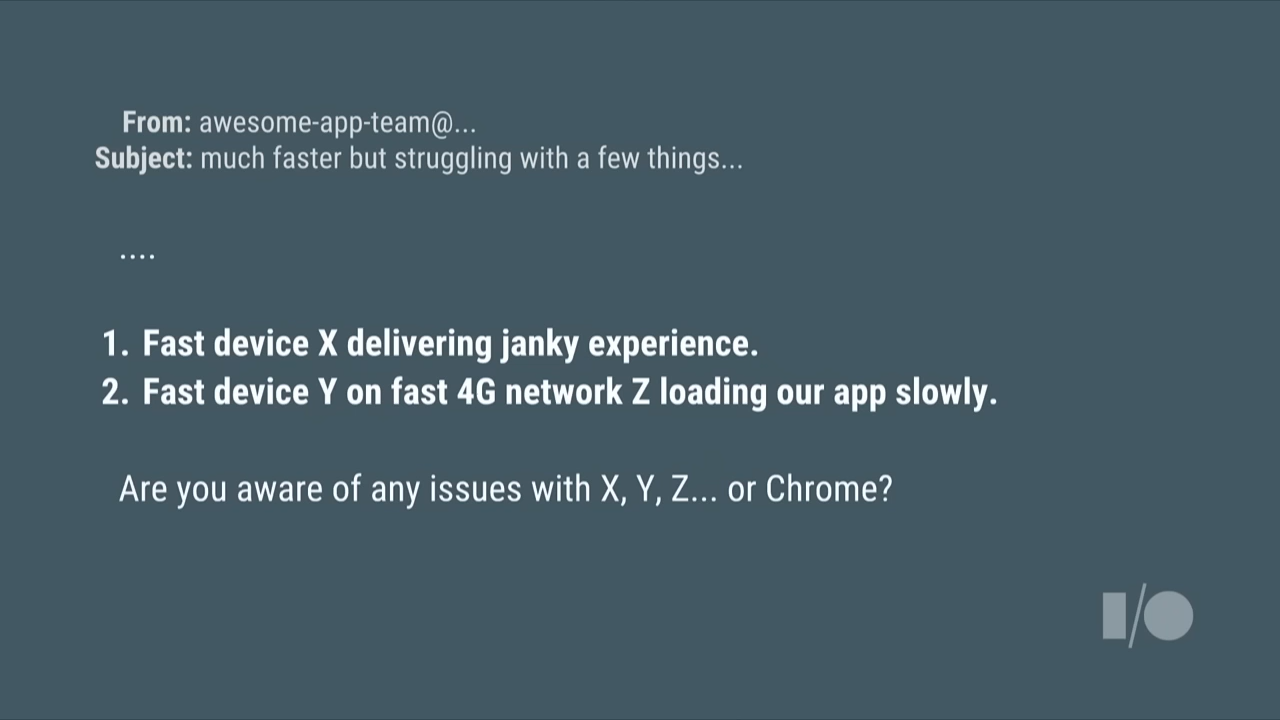 From: awesome-app-team@...
Subject: much faster but struggling with a few things...
....
1. Fast device X delivering janky experience.
2. Fast device Y on fast 4G network Z loading our app slowly.
Are you aware of any issues with X, Y, Z... or Chrome?
I/O